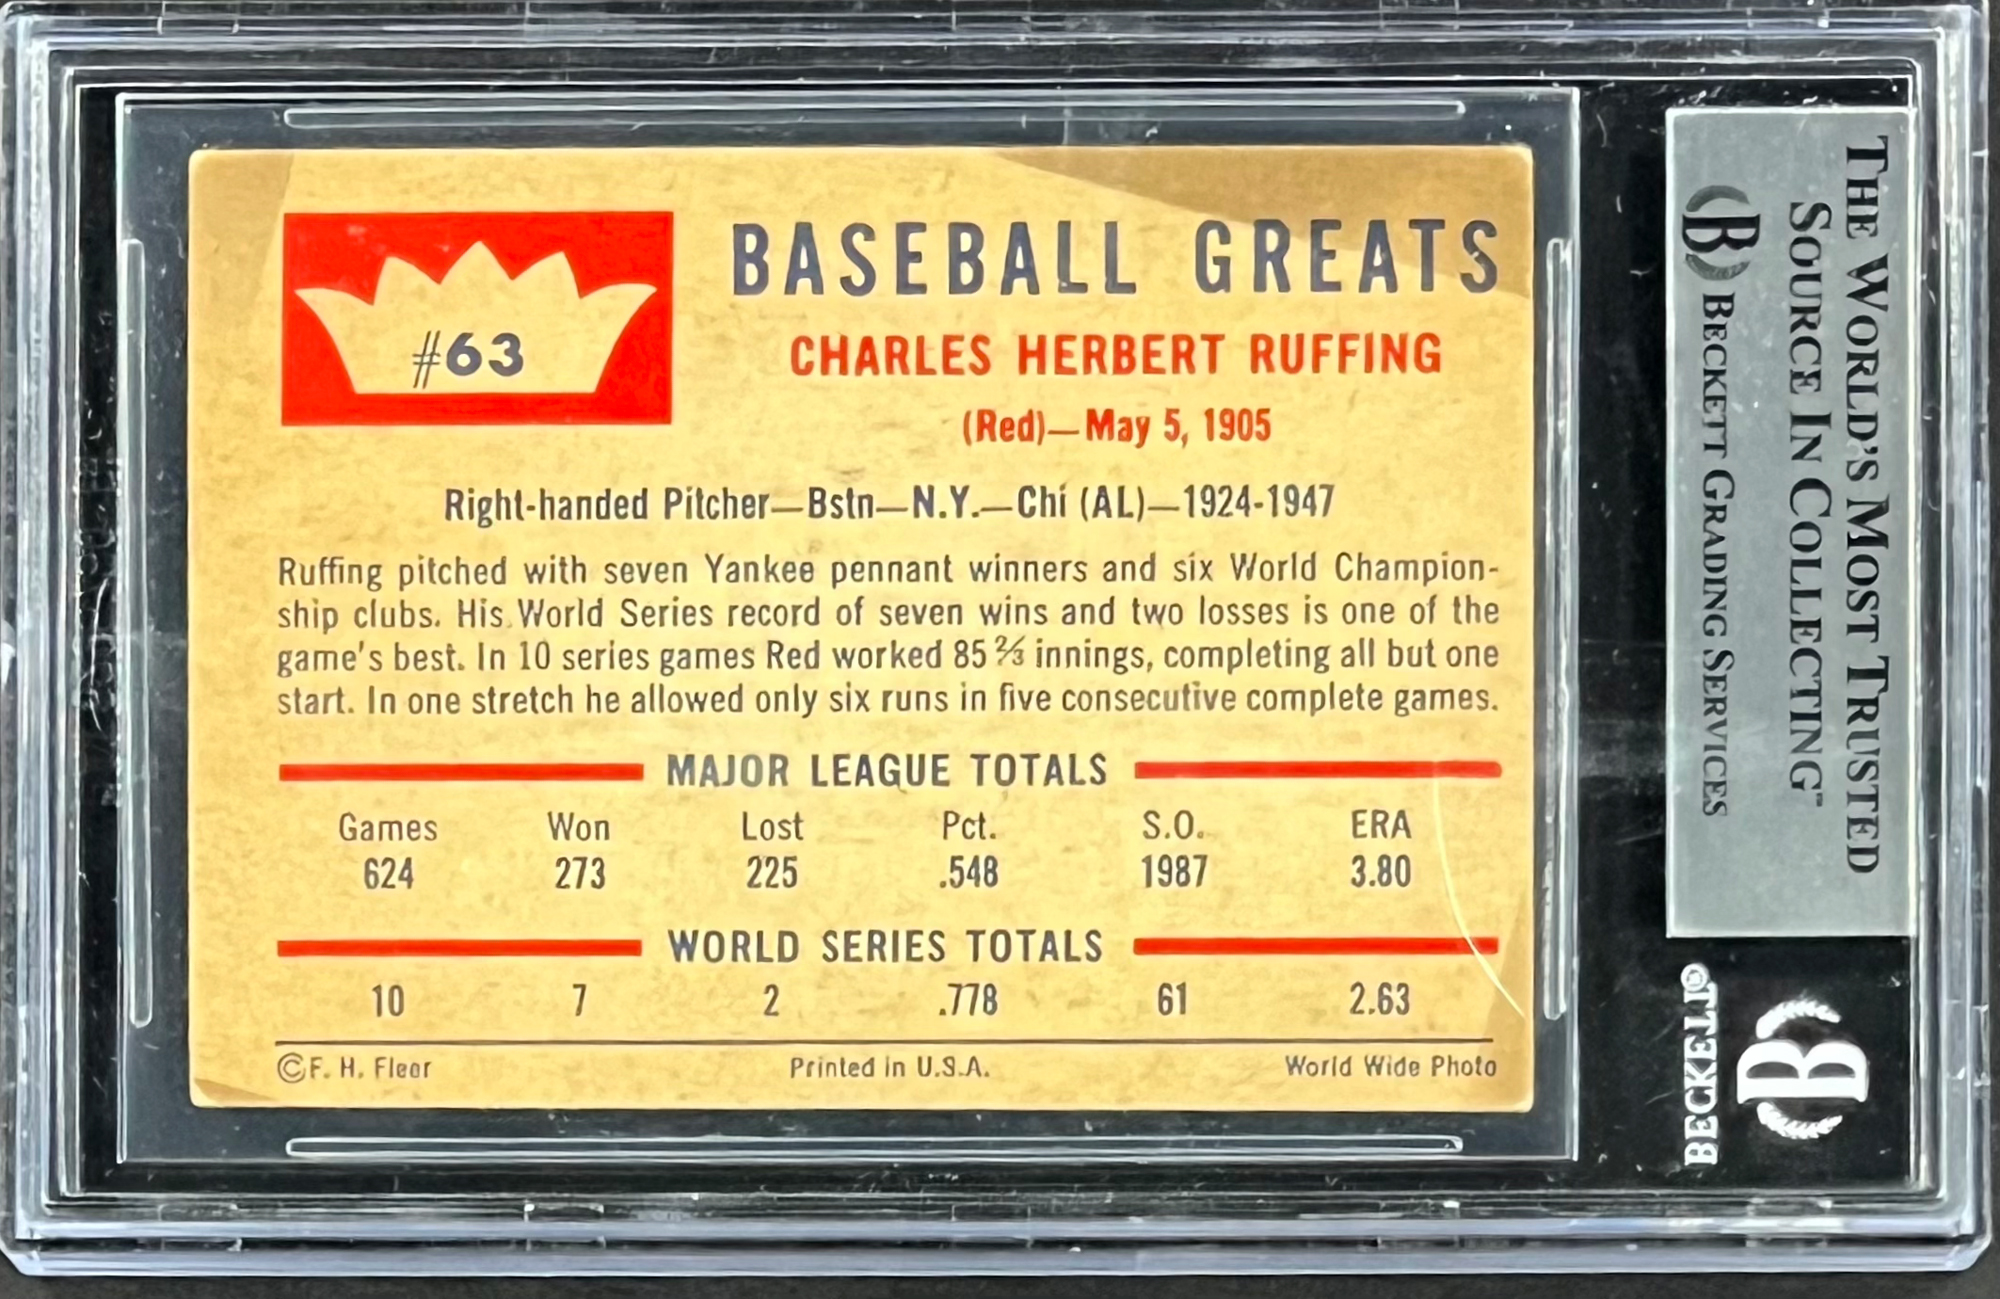 #63
BASEBALL GREATS
CHARLES HERBERT RUFFING
(Red)—May 5, 1905
Right-handed Pitcher—Bstn—N.Y.—Chi (AL)—1924-1947
Ruffing pitched with seven Yankee pennant winners and six World Champion-
ship clubs. His World Series record of seven wins and two losses is one of the
game's best. In 10 series games Red worked 85⅔ innings, completing all but one
start. In one stretch he allowed only six runs in five consecutive complete games.
MAJOR LEAGUE TOTALS
Games Won Lost Pct. S.O. ERA
624 273 225 .548 1987 3.80
WORLD SERIES TOTALS
10 7 2 .778 61 2.63
©F. H. Fleer Printed in U.S.A. World Wide Photo
THE WORLD'S MOST TRUSTED
SOURCE IN COLLECTING™
B BECKETT GRADING SERVICES
BECKETT®
B